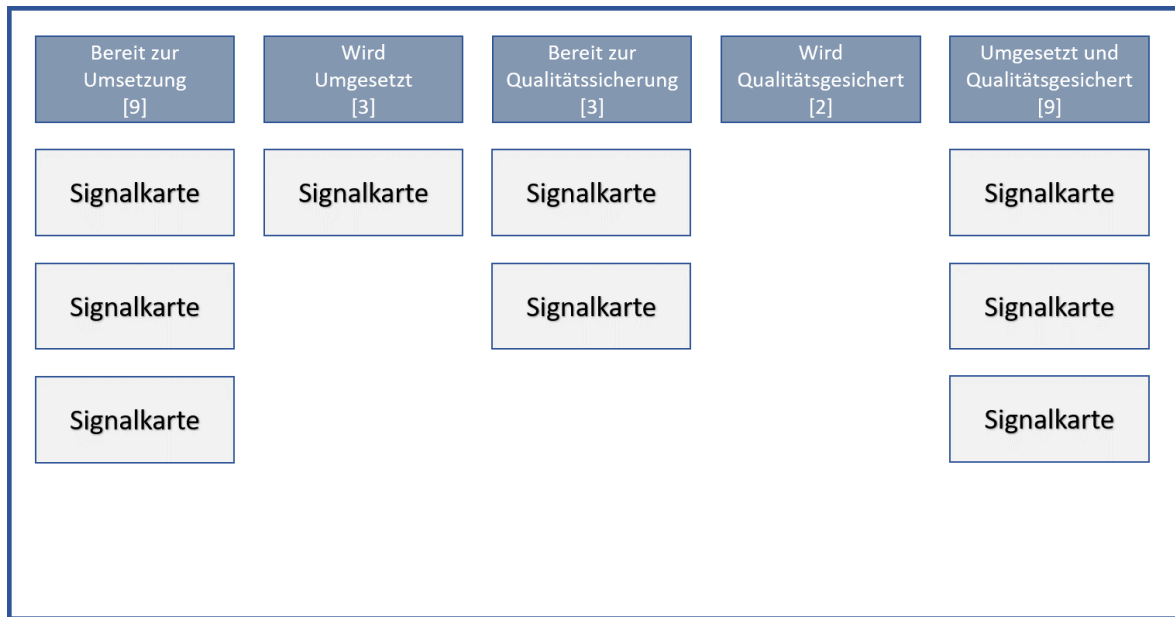 Bereit zur
Umsetzung
[9]
Wird
Umgesetzt
[3]
Bereit zur
Qualitätssicherung
[3]
Wird
Qualitätsgesichert
[2]
Umgesetzt und
Qualitätsgesichert
[9]
Signalkarte
Signalkarte
Signalkarte
Signalkarte
Signalkarte
Signalkarte
Signalkarte
Signalkarte
Signalkarte